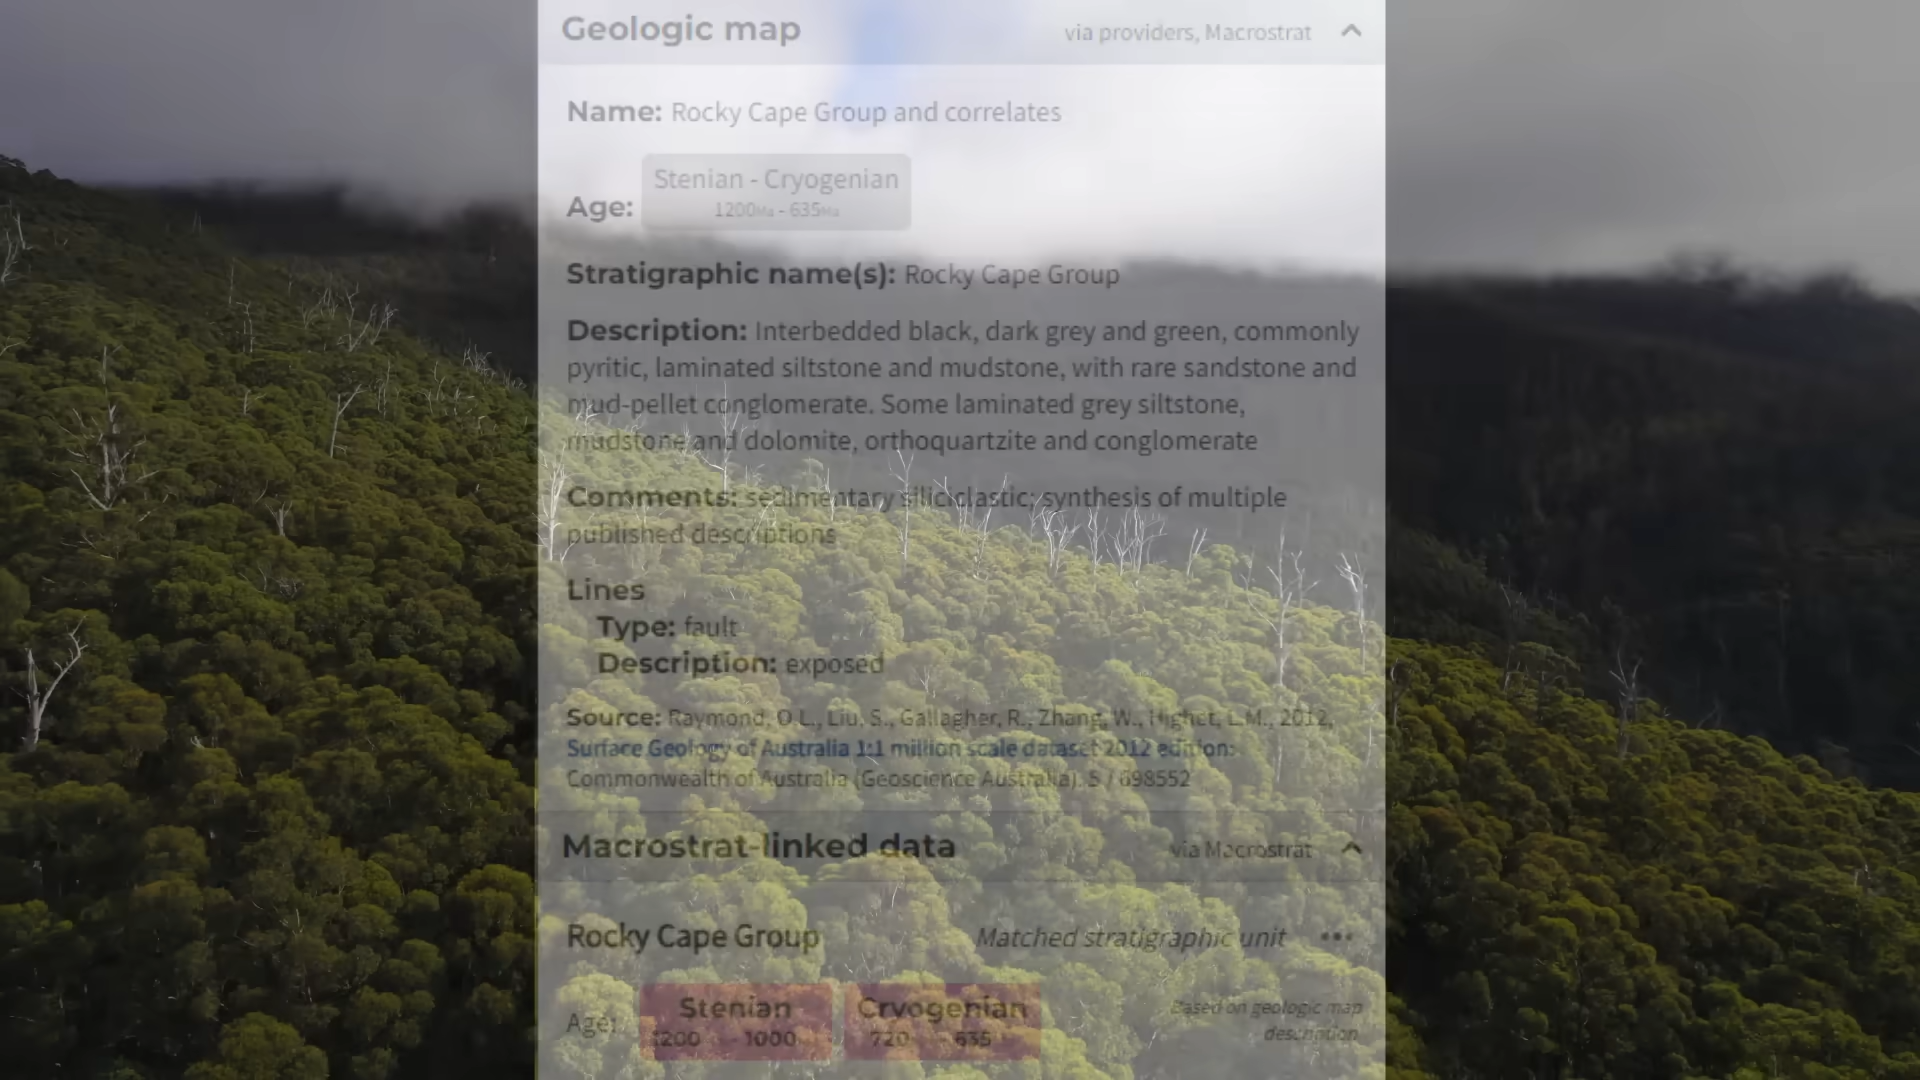 Geologic map
via providers, Macrostrat
Name: Rocky Cape Group and correlates
Age: Stenian - Cryogenian
1200Ma - 635Ma
Stratigraphic name(s): Rocky Cape Group
Description: Interbedded black, dark grey and green, commonly
pyritic, laminated siltstone and mudstone, with rare sandstone and
mud-pellet conglomerate. Some laminated grey siltstone,
mudstone and dolomite, orthoquartzite and conglomerate
Comments: sedimentary siliciclastic; synthesis of multiple
published descriptions
Lines
Type: fault
Description: exposed
Source: Raymond, O.L., Liu, S., Gallagher, R., Zhang, W., Highet, L.M., 2012,
Surface Geology of Australia 1:1 million scale dataset 2012 edition:
Commonwealth of Australia (Geoscience Australia). 5 / 698552
Macrostrat-linked data
via Macrostrat
Rocky Cape Group
Matched stratigraphic unit
Age: Stenian Cryogenian
1200 - 1000 720 - 635
Based on geologic map
description